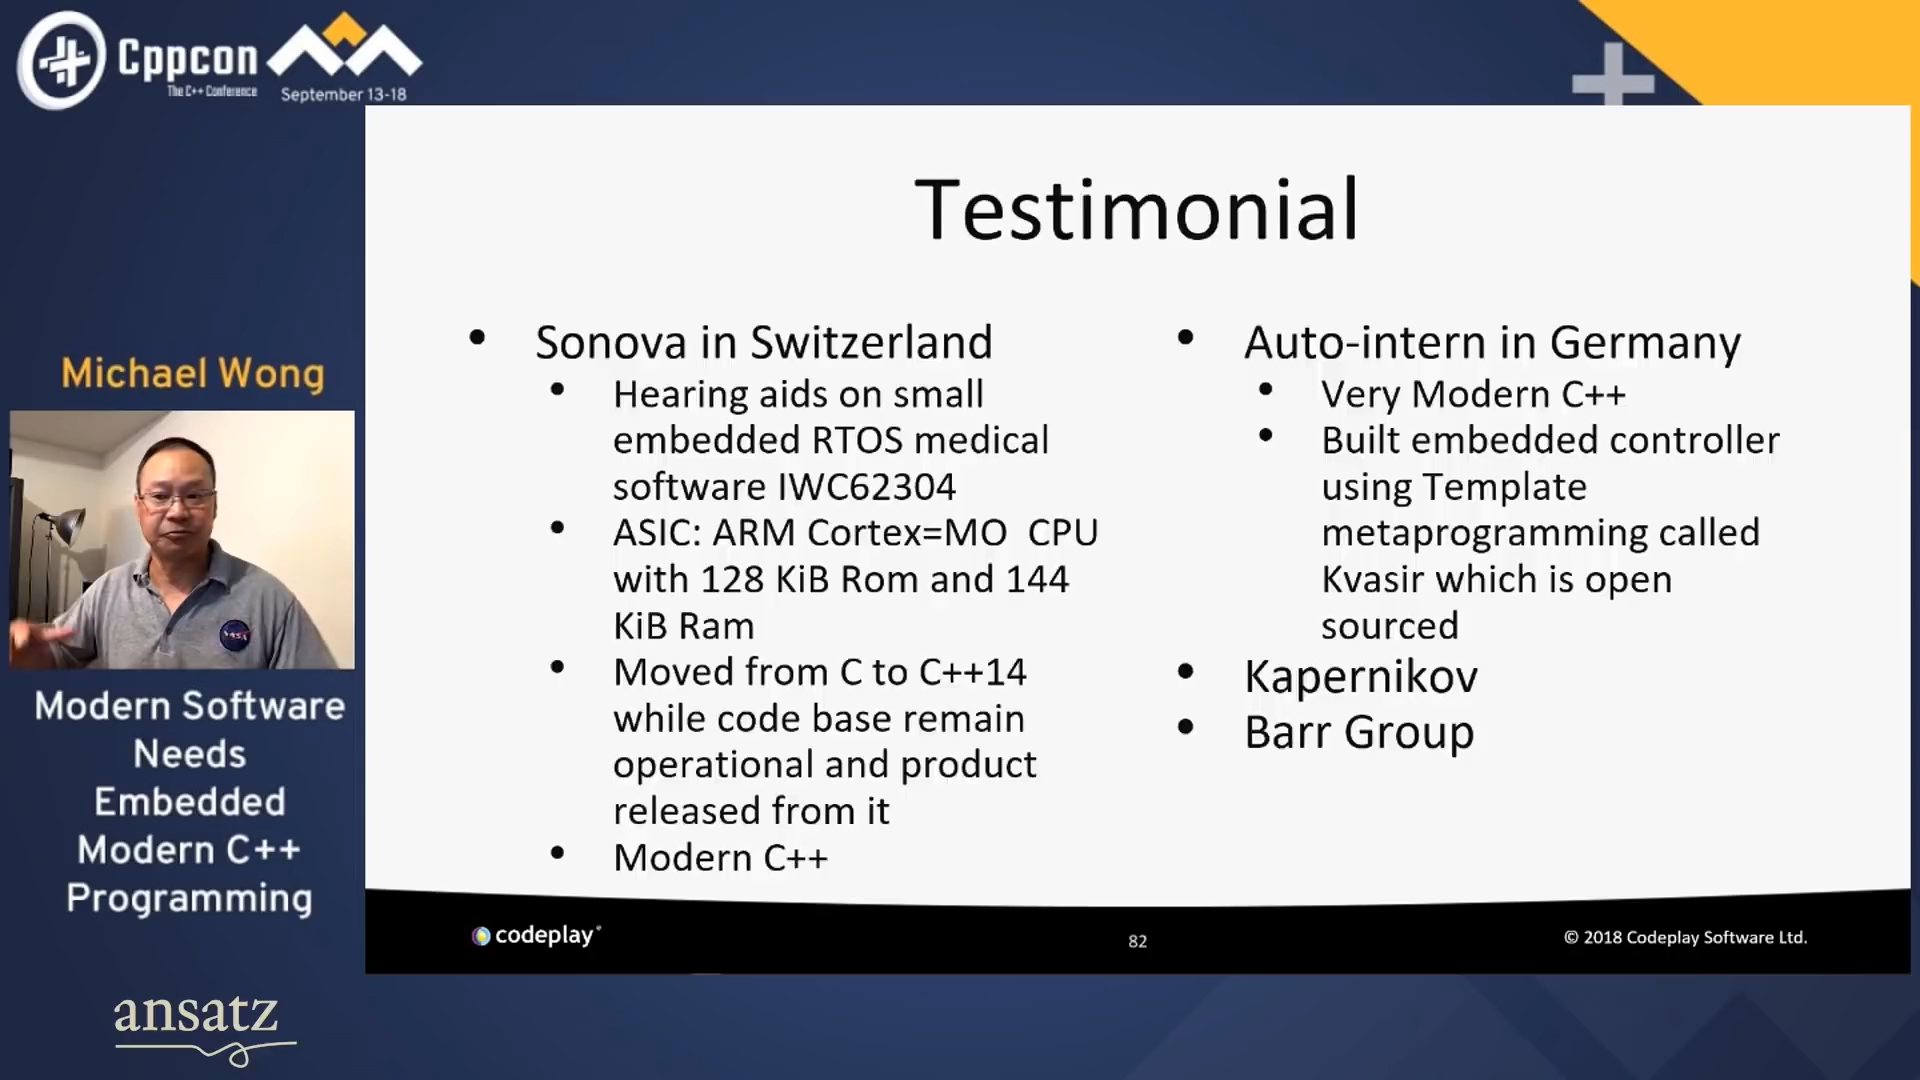 Cppcon
The C++ Conference
September 13-18
Michael Wong
NASA
Modern Software
Needs
Embedded
Modern C++
Programming
ansatz
Testimonial
• Sonova in Switzerland
• Hearing aids on small
embedded RTOS medical
software IWC62304
• ASIC: ARM Cortex=MO CPU
with 128 KiB Rom and 144
KiB Ram
• Moved from C to C++14
while code base remain
operational and product
released from it
• Modern C++
• Auto-intern in Germany
• Very Modern C++
• Built embedded controller
using Template
metaprogramming called
Kvasir which is open
sourced
• Kapernikov
• Barr Group
codeplay
82
© 2018 Codeplay Software Ltd.